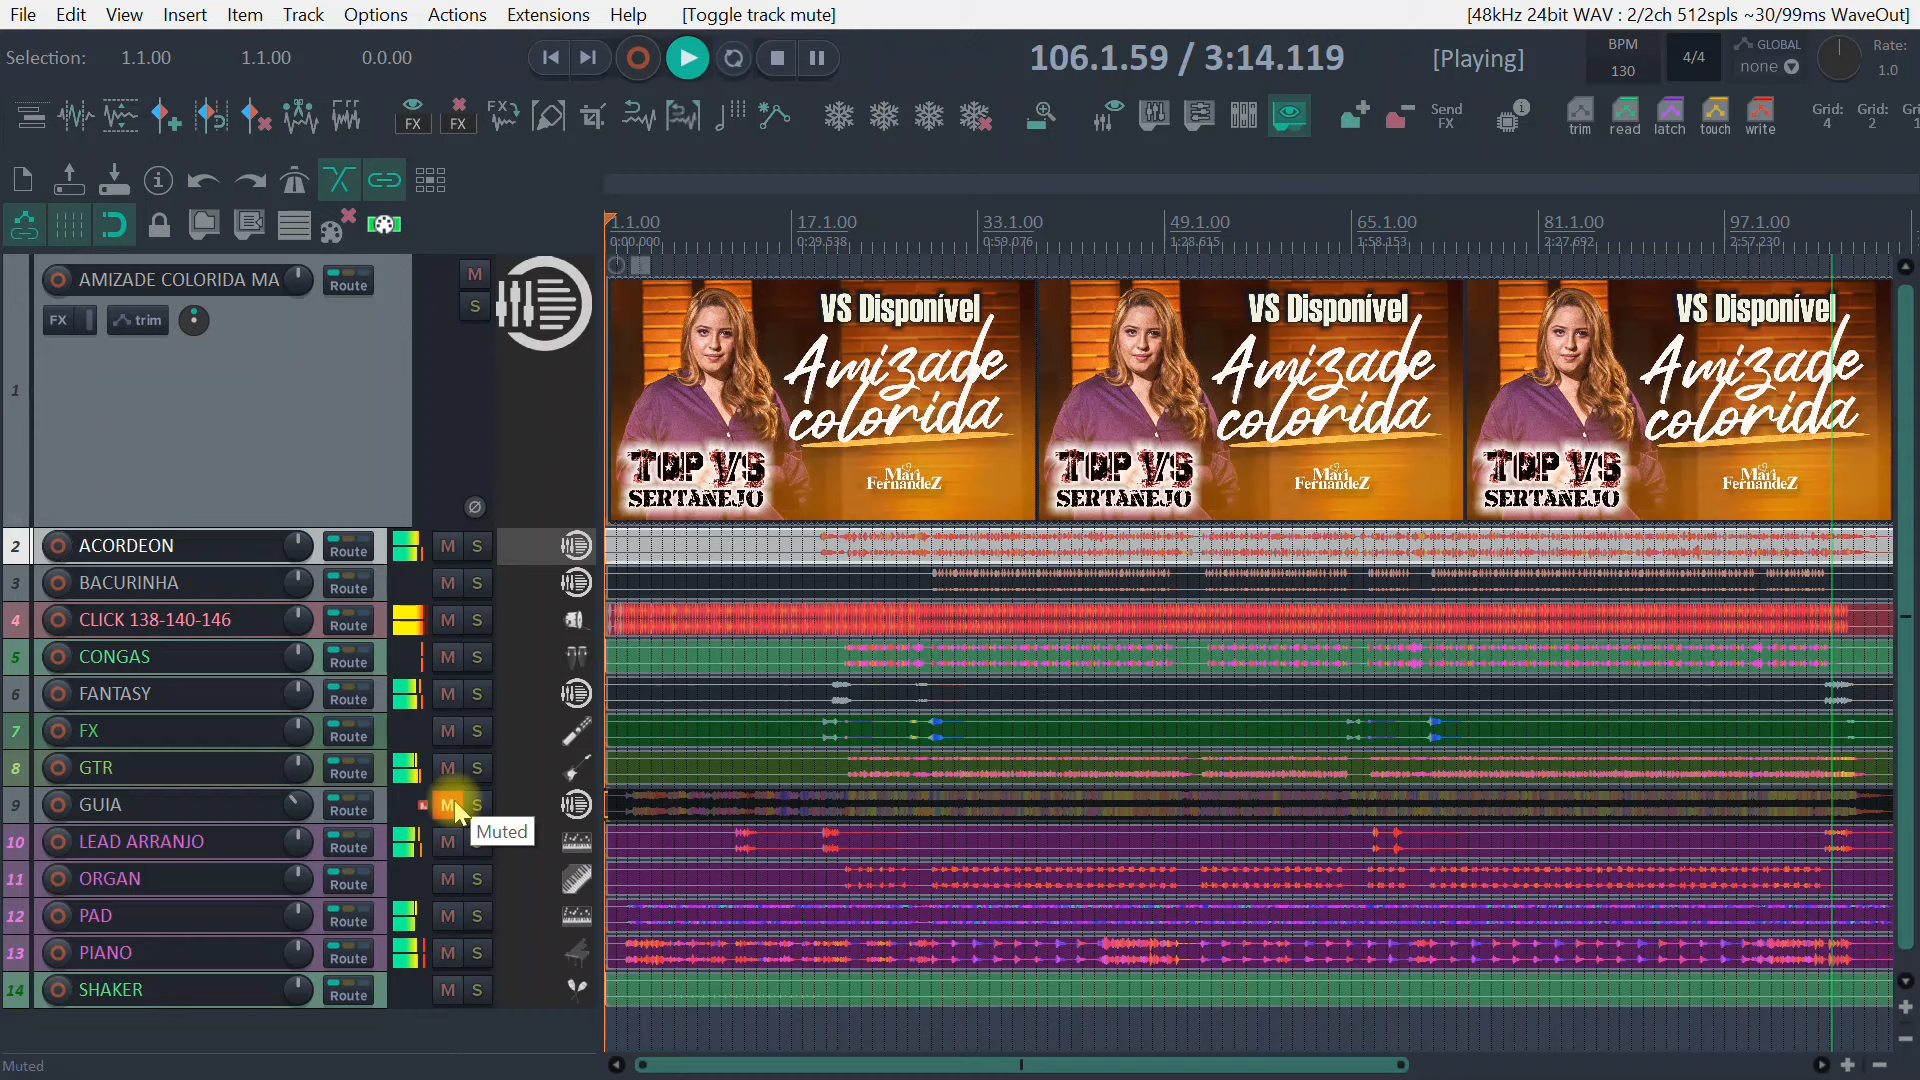 File Edit View Insert Item Track Options Actions Extensions Help [Toggle track mute] [48kHz 24bit WAV : 2/2ch 512spls ~30/99ms WaveOut]
Selection: 1.1.00 1.1.00 0.0.00 106.1.59 / 3:14.119 [Playing] BPM 130 4/4 GLOBAL none Rate: 1.0
FX FX FX Send FX trim read latch touch write Grid: 4 Grid: 2
1.1.00 17.1.00 33.1.00 49.1.00 65.1.00 81.1.00 97.1.00
0:00.000 0:29.538 0:59.076 1:28.615 1:58.153 2:27.692 2:57.230
1 AMIZADE COLORIDA MA Route M S
FX trim
VS Disponível VS Disponível VS Disponível
Amizade Amizade Amizade
colorida colorida colorida
TOP VS TOP VS TOP VS
SERTANEJO SERTANEJO SERTANEJO
Mari Mari Mari
FernandeZ FernandeZ FernandeZ
2 ACORDEON Route M S
3 BACURINHA Route M S
4 CLICK 138-140-146 Route M S
5 CONGAS Route M S
6 FANTASY Route M S
7 FX Route M S
8 GTR Route M S
9 GUIA Route M S
Muted
10 LEAD ARRANJO Route M
11 ORGAN Route M S
12 PAD Route M S
13 PIANO Route M S
14 SHAKER Route M S
Muted